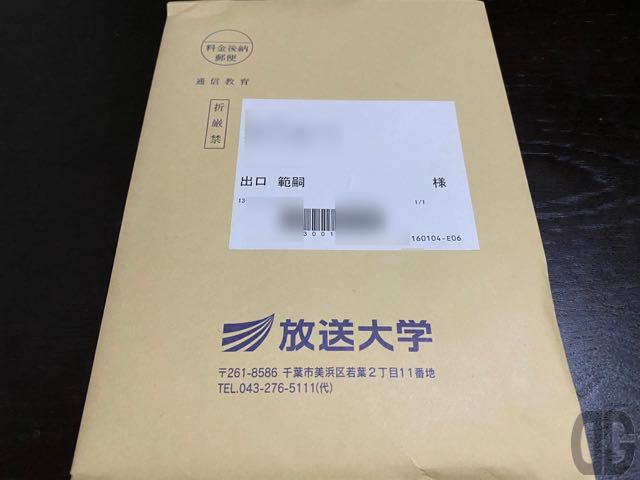 料金後納
郵便
通信教育
折厳禁
出口 範嗣 様
13
1/1
3001
160104-E06
放送大学
〒261-8586 千葉市美浜区若葉2丁目11番地
TEL.043-276-5111(代)